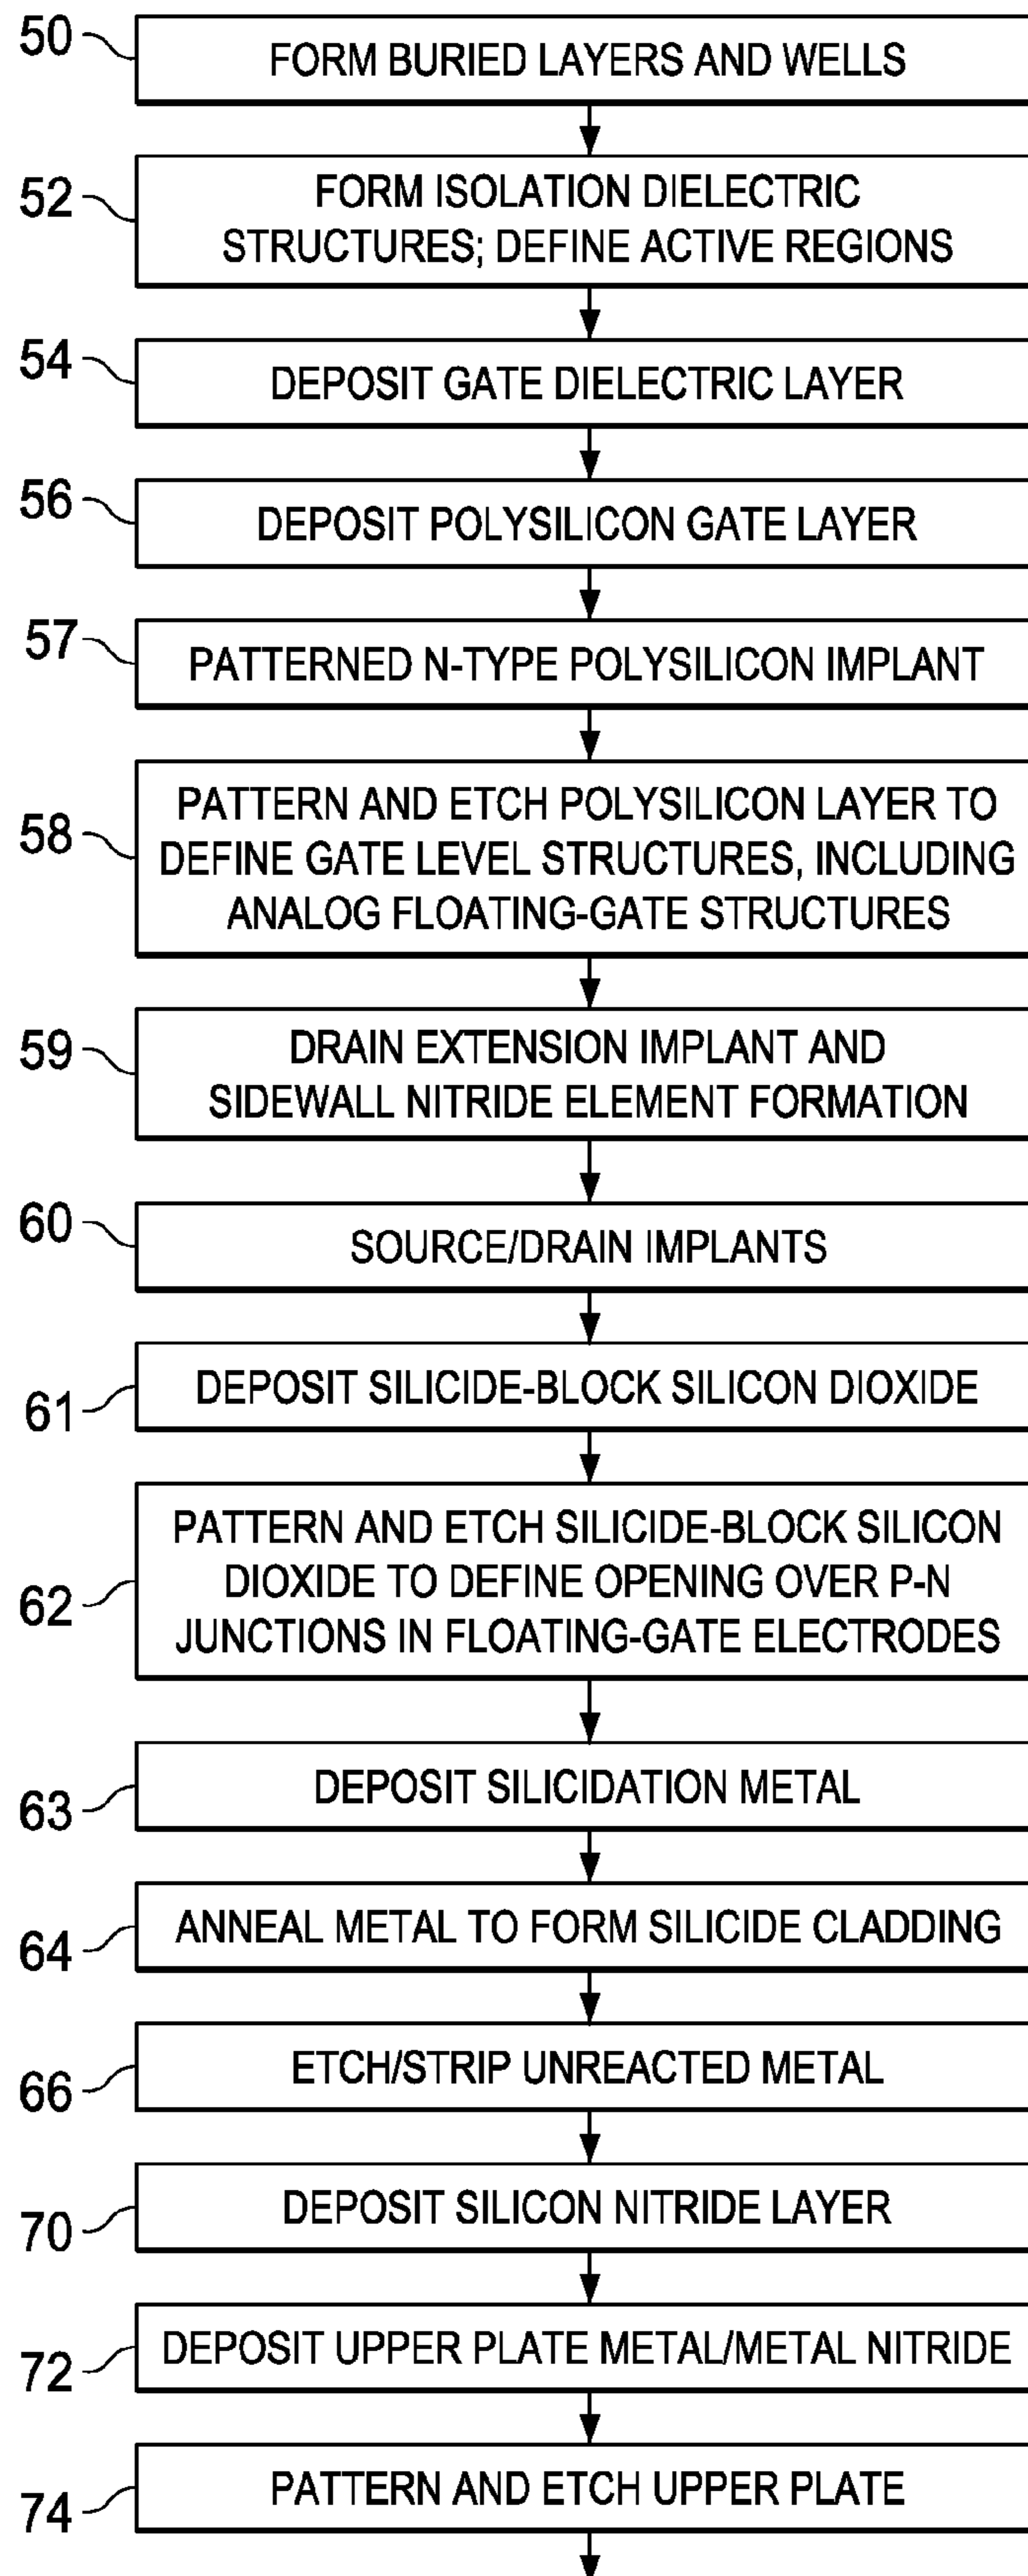 50
FORM BURIED LAYERS AND WELLS
52
FORM ISOLATION DIELECTRIC
STRUCTURES; DEFINE ACTIVE REGIONS
54
DEPOSIT GATE DIELECTRIC LAYER
56
DEPOSIT POLYSILICON GATE LAYER
57
PATTERNED N-TYPE POLYSILICON IMPLANT
58
PATTERN AND ETCH POLYSILICON LAYER TO
DEFINE GATE LEVEL STRUCTURES, INCLUDING
ANALOG FLOATING-GATE STRUCTURES
59
DRAIN EXTENSION IMPLANT AND
SIDEWALL NITRIDE ELEMENT FORMATION
60
SOURCE/DRAIN IMPLANTS
61
DEPOSIT SILICIDE-BLOCK SILICON DIOXIDE
62
PATTERN AND ETCH SILICIDE-BLOCK SILICON
DIOXIDE TO DEFINE OPENING OVER P-N
JUNCTIONS IN FLOATING-GATE ELECTRODES
63
DEPOSIT SILICIDATION METAL
64
ANNEAL METAL TO FORM SILICIDE CLADDING
66
ETCH/STRIP UNREACTED METAL
70
DEPOSIT SILICON NITRIDE LAYER
72
DEPOSIT UPPER PLATE METAL/METAL NITRIDE
74
PATTERN AND ETCH UPPER PLATE